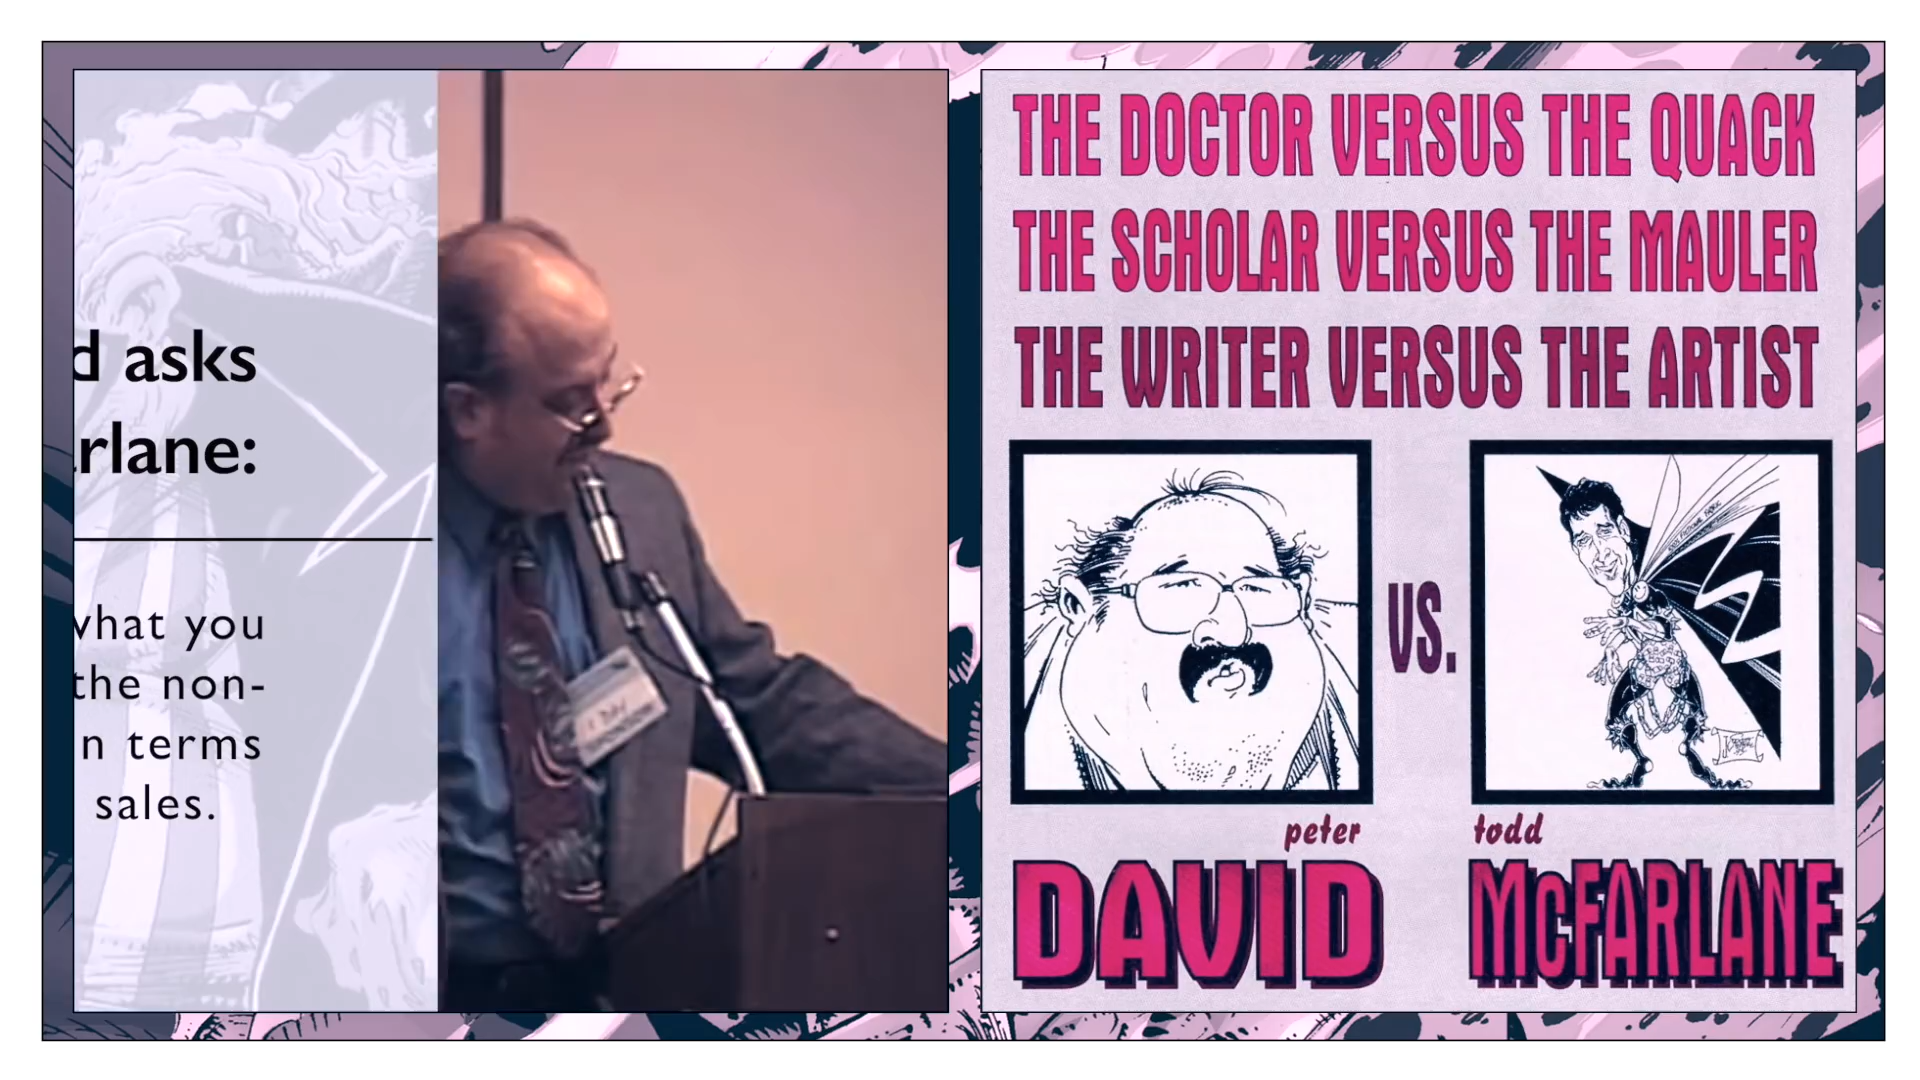 d asks
rlane:
what you
the non-
n terms
sales.
THE DOCTOR VERSUS THE QUACK
THE SCHOLAR VERSUS THE MAULER
THE WRITER VERSUS THE ARTIST
VS.
peter
DAVID
todd
McFARLANE